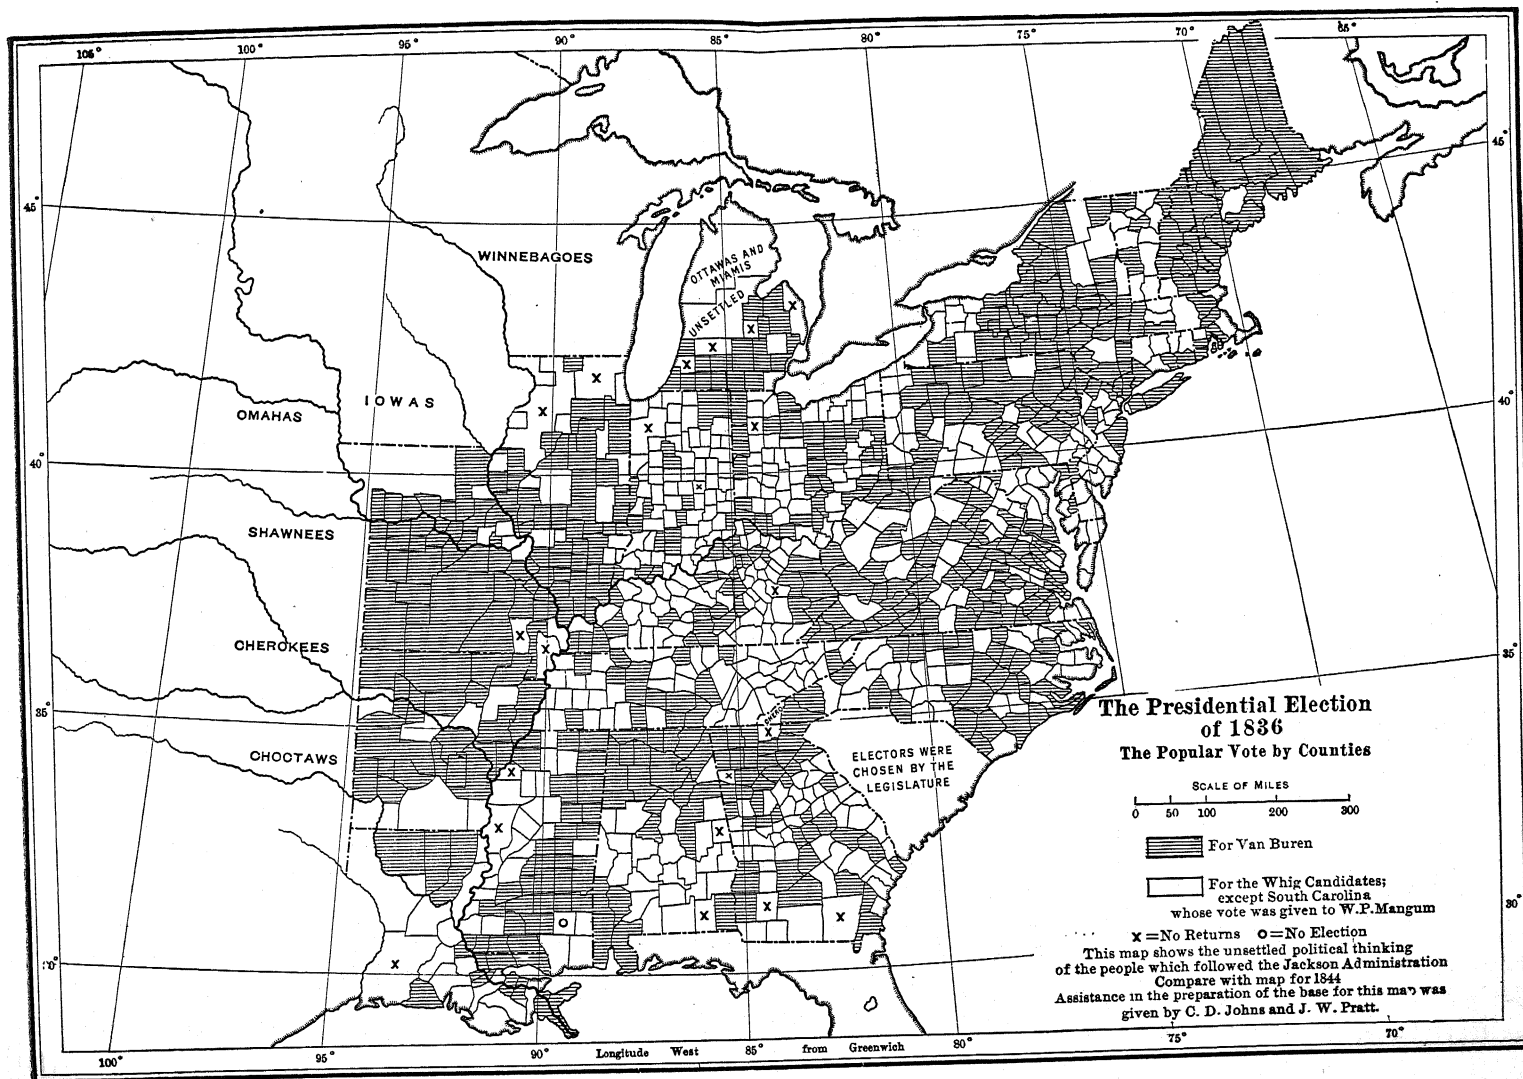 105°
100°
95°
90°
85°
80°
75°
70°
65°
45°
45°
WINNEBAGOES
OTTAWAS AND
MIAMIS
UNSETTLED
IOWAS
OMAHAS
40°
40°
SHAWNEES
CHEROKEES
35°
35°
CHOCTAWS
ELECTORS WERE
CHOSEN BY THE
LEGISLATURE
The Presidential Election
of 1836
The Popular Vote by Counties
SCALE OF MILES
0 50 100 200 300
For Van Buren
For the Whig Candidates;
except South Carolina
whose vote was given to W.P.Mangum
x=No Returns o=No Election
This map shows the unsettled political thinking
of the people which followed the Jackson Administration
Compare with map for 1844
Assistance in the preparation of the base for this map was
given by C. D. Johns and J. W. Pratt.
30°
100°
95°
90°
Longitude West from Greenwich
85°
80°
75°
70°